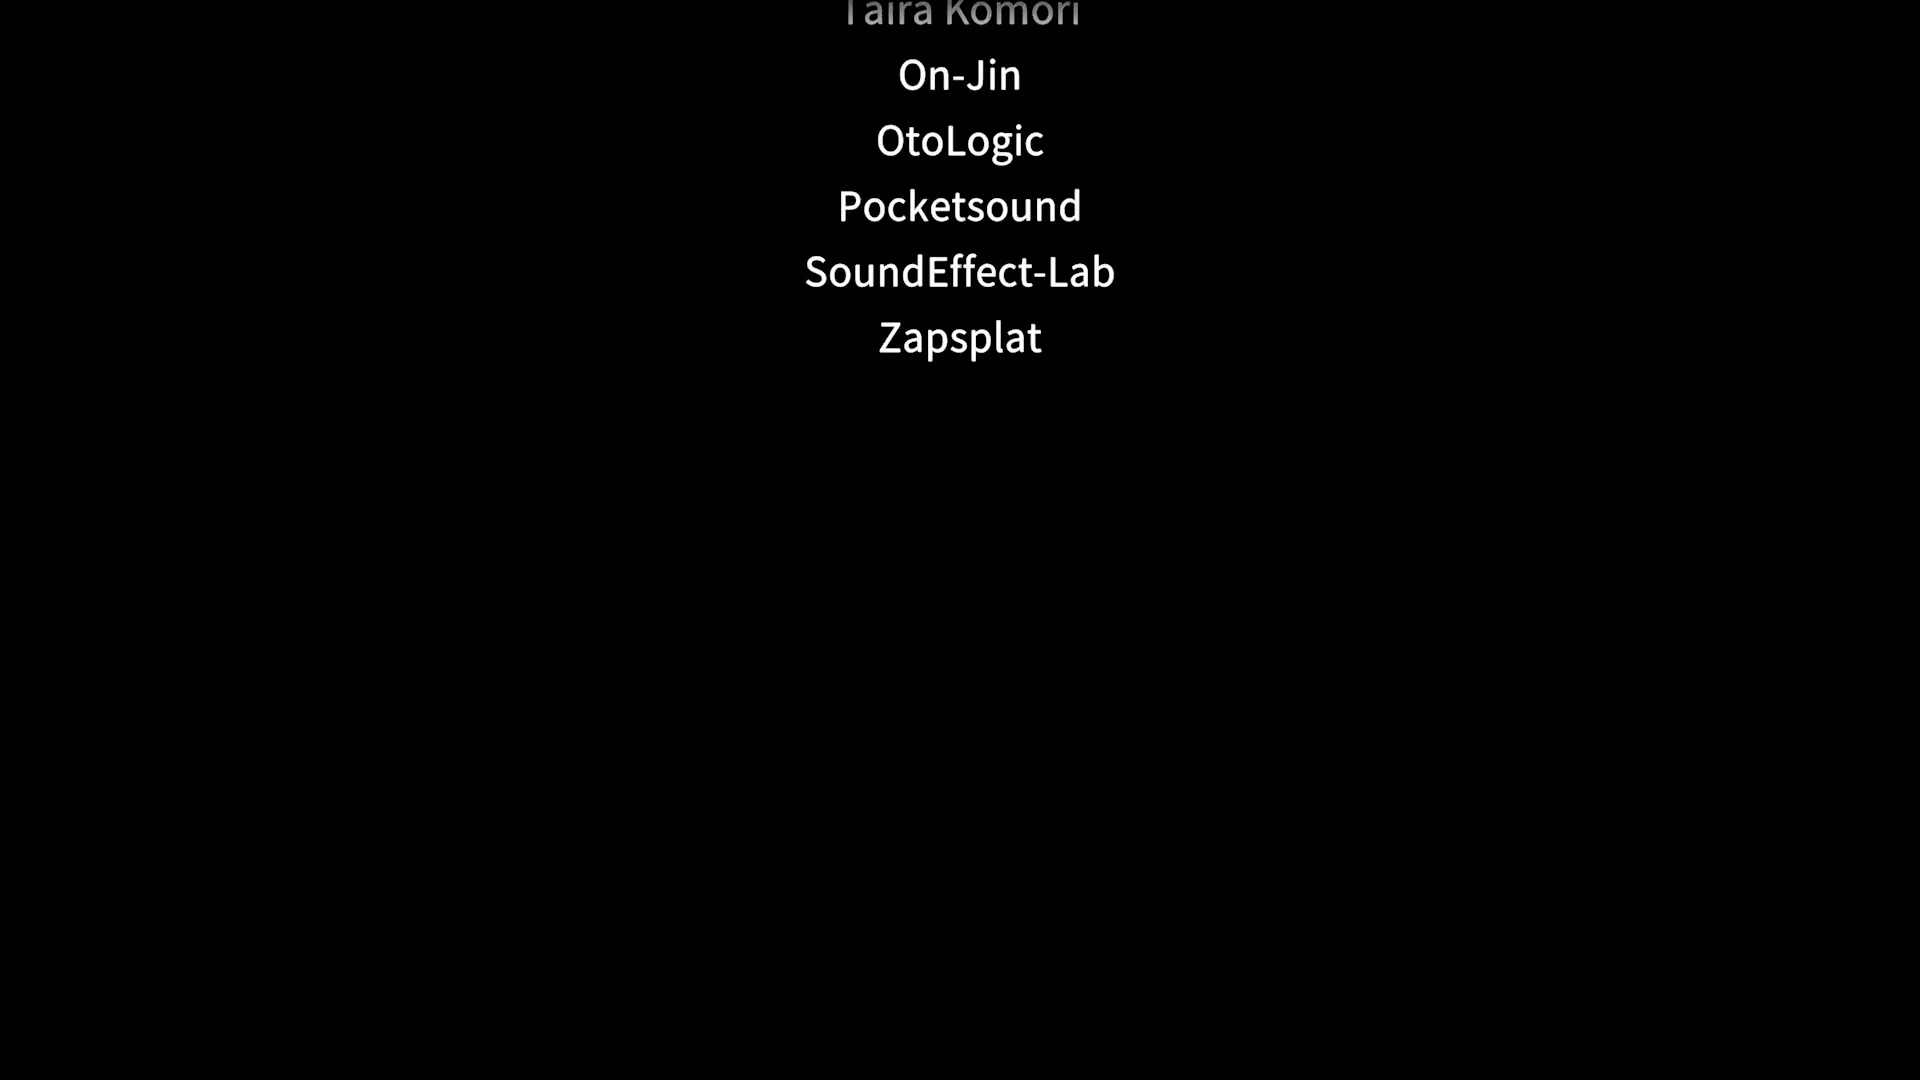 Taira Komori
On-Jin
OtoLogic
Pocketsound
SoundEffect-Lab
Zapsplat